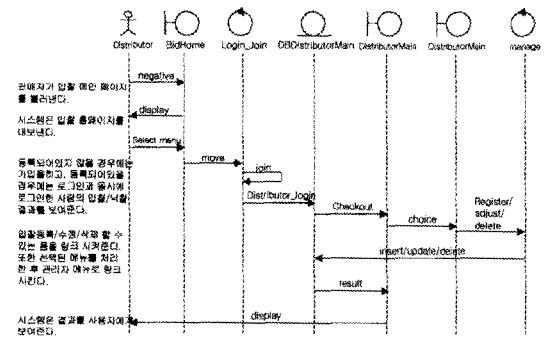 Distributor
BidHome
Login_Join
DBDistributorMain
DistributorMain
DistributorMain
manage
negative
판매자가 입찰 메인 페이지
를 불러낸다.
display
시스템은 입찰 홈페이지를
내보낸다.
Select menu
move
등록되어있지 않을 경우에는
가입을하고, 등록되어있을
경우에는 로그인과 동시에
로그인한 사람의 입찰/낙찰
결과를 보여준다.
join
Distributor_login
Checkout
choice
Register/
adjust/
delete
입찰등록/수정/삭제 할 수
있는 폼을 링크 시켜준다.
또한 선택된 메뉴를 처리
한 후 관리자 메뉴로 링크
시킨다.
insert/update/delete
result
display
시스템은 결과를 사용자에게
보여준다.